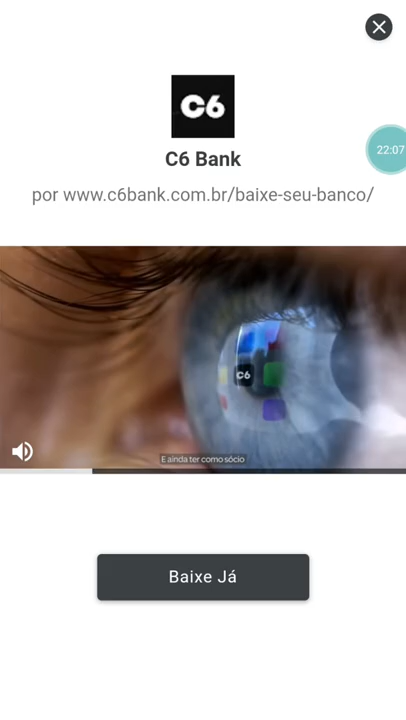 22:07
C6
C6 Bank
por www.c6bank.com.br/baixe-seu-banco/
C6
E ainda ter como sócio
Baixe Já